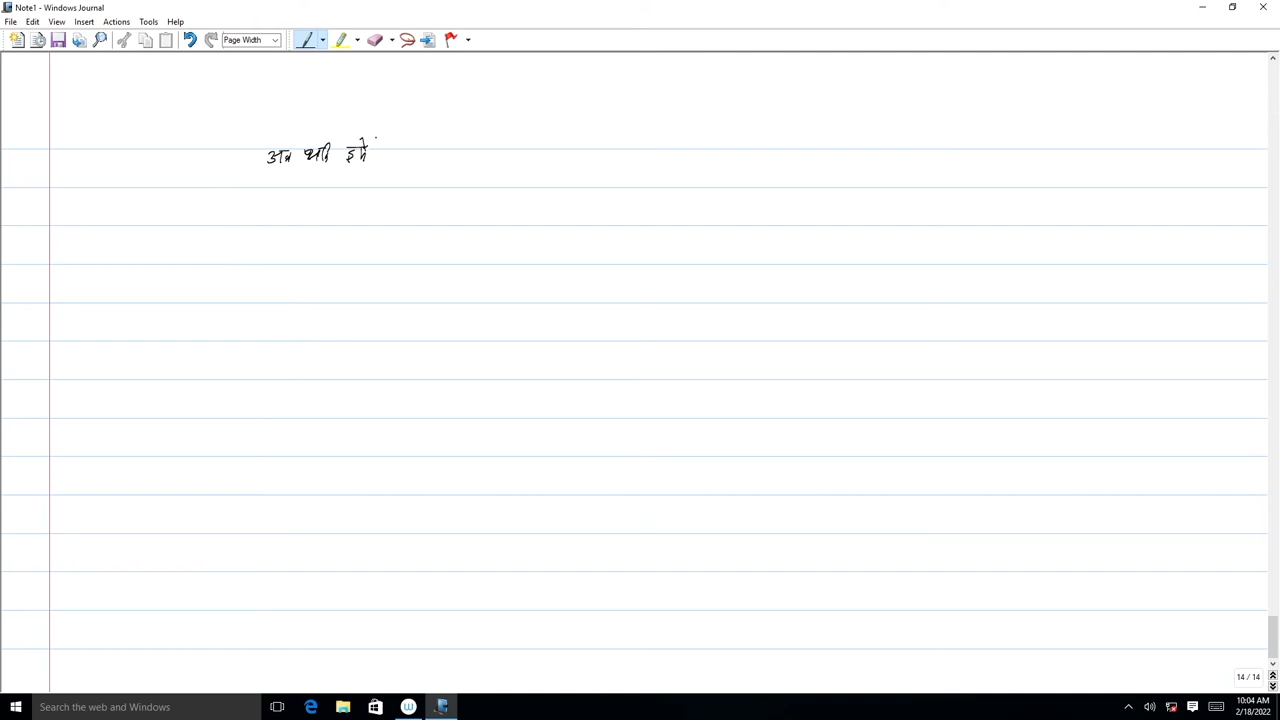 Note1 - Windows Journal
File Edit View Insert Actions Tools Help
Page Width
अब
14 / 14
Search the web and Windows
10:04 AM
2/18/2022